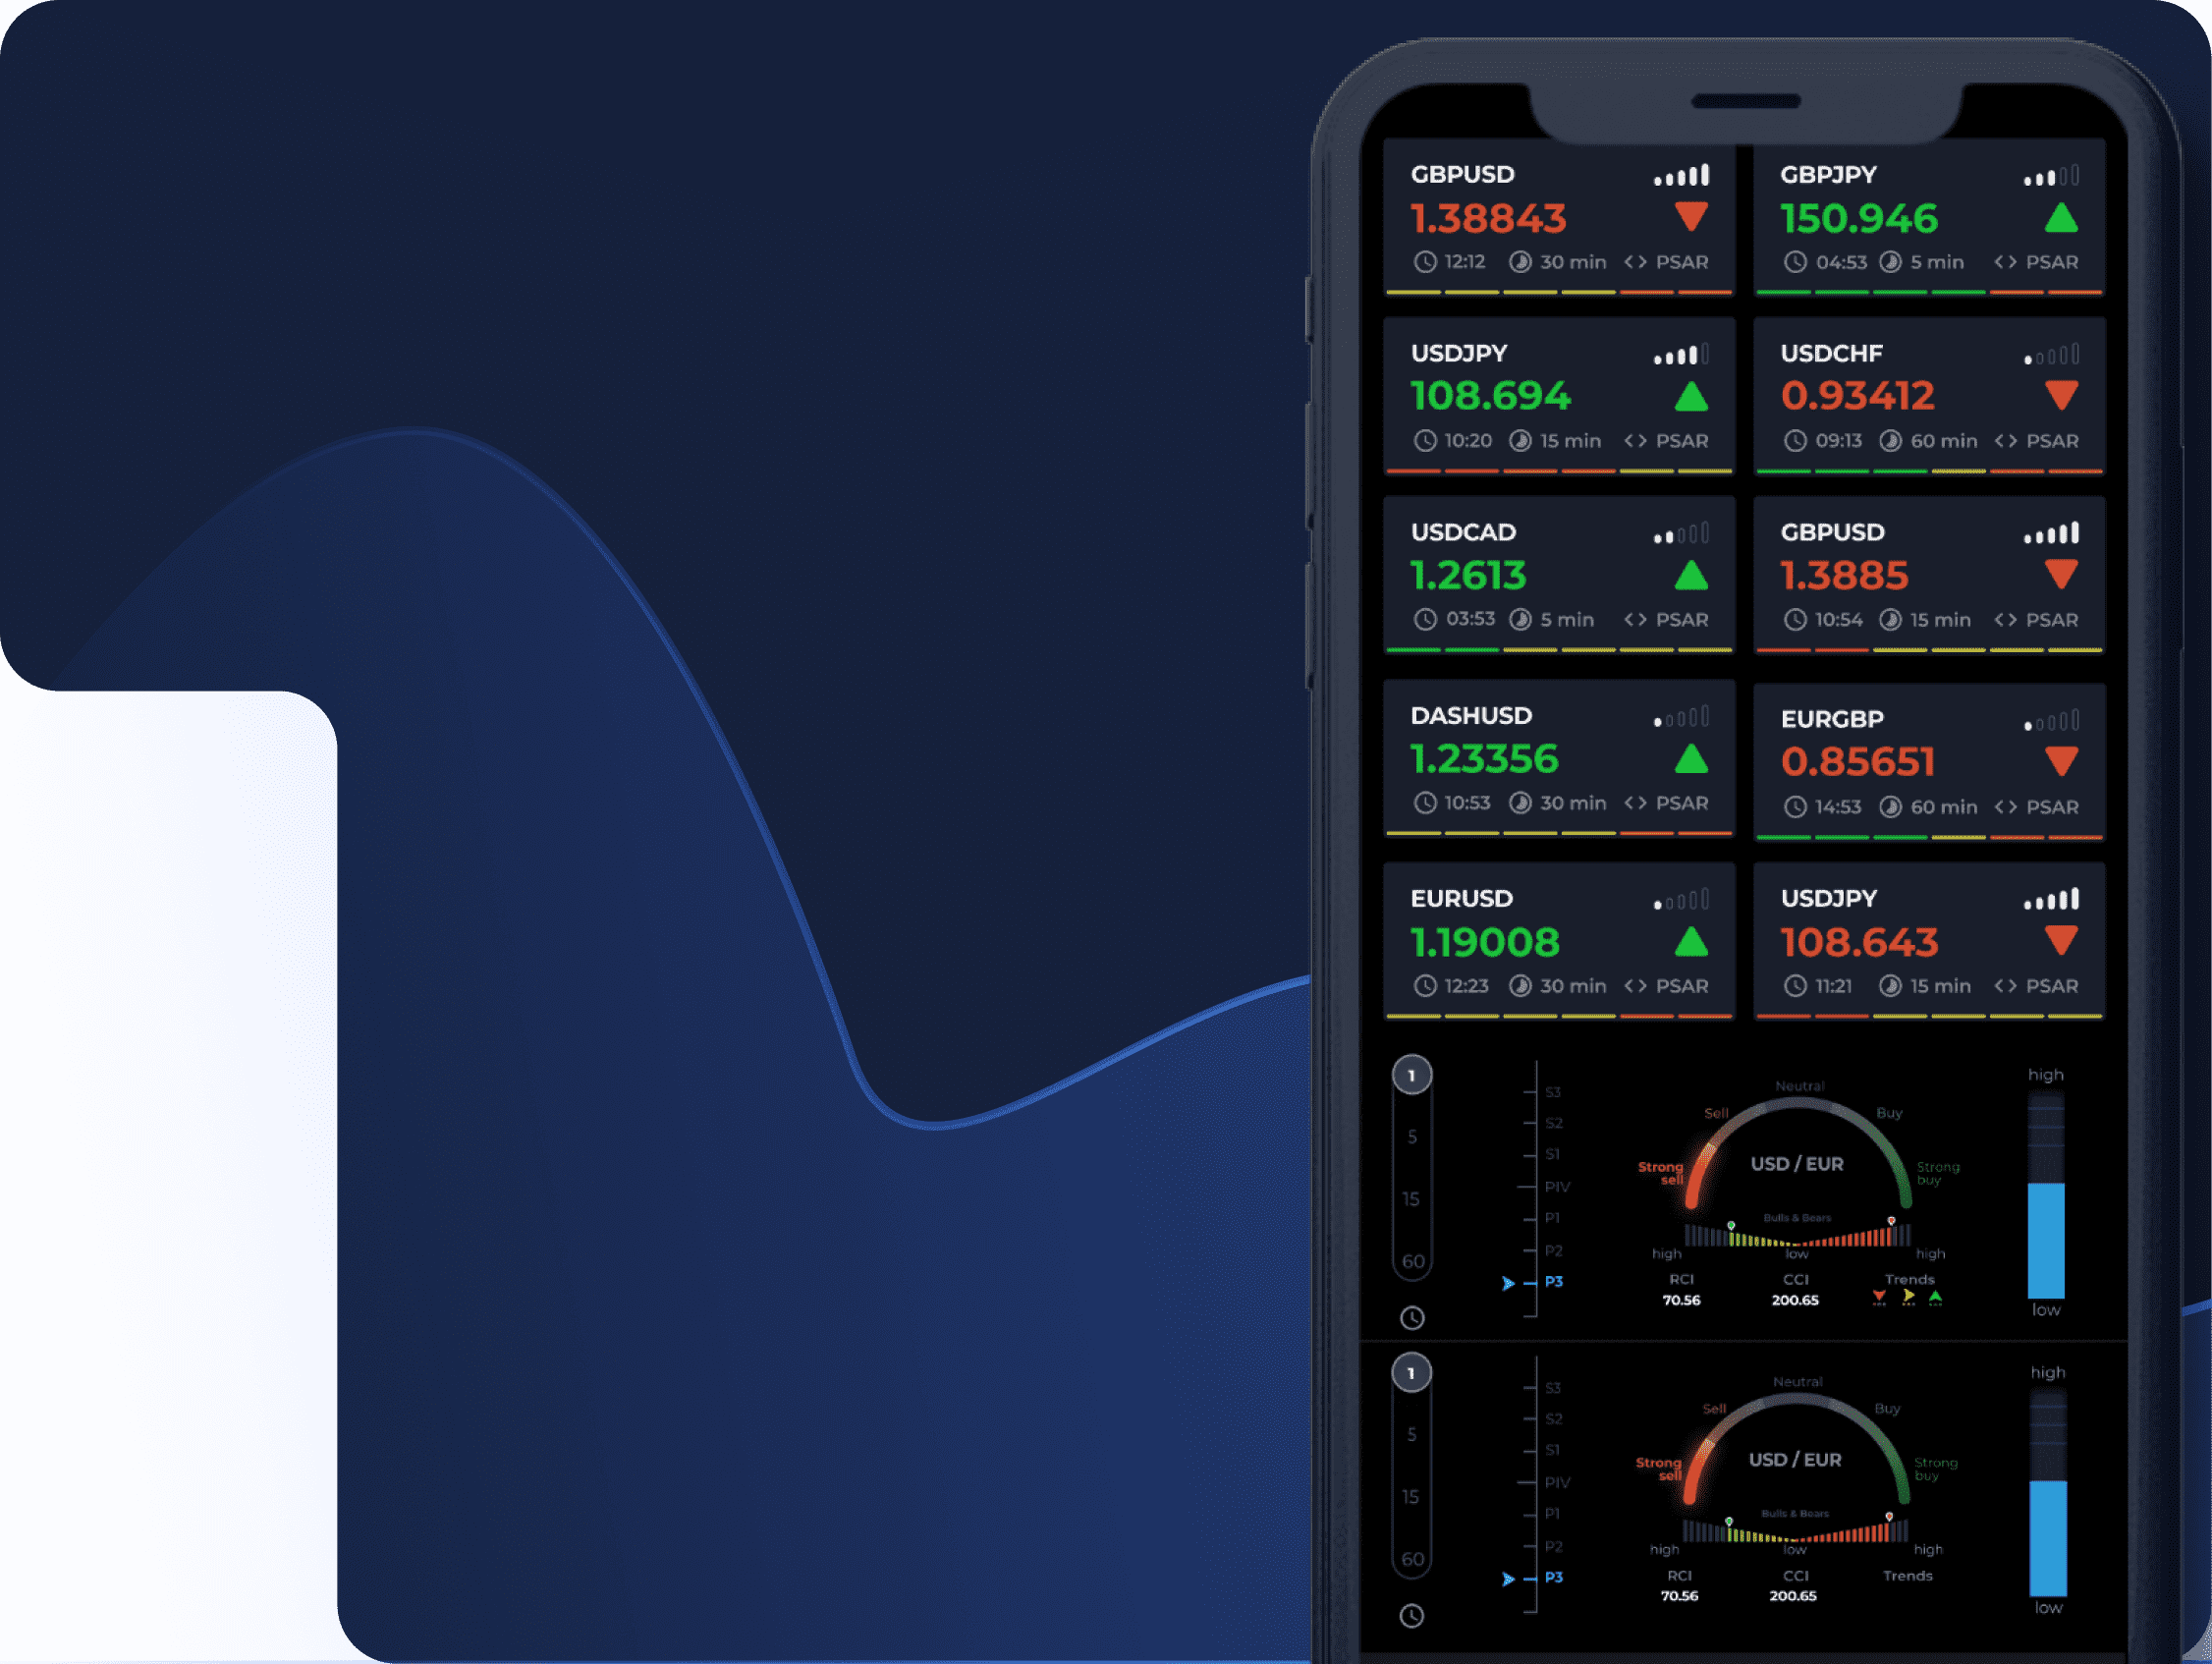 GBPUSD
1.38843
12:12 30 min <> PSAR
GBPJPY
150.946
04:53 5 min <> PSAR
USDJPY
108.694
10:20 15 min <> PSAR
USDCHF
0.93412
09:13 60 min <> PSAR
USDCAD
1.2613
03:53 5 min <> PSAR
GBPUSD
1.3885
10:54 15 min <> PSAR
DASHUSD
1.23356
10:53 30 min <> PSAR
EURGBP
0.85651
14:53 60 min <> PSAR
EURUSD
1.19008
12:23 30 min <> PSAR
USDJPY
108.643
11:21 15 min <> PSAR
1
5
15
60
S3
S2
S1
PIV
P1
P2
P3
Neutral
Sell
Buy
Strong
sell
USD / EUR
Strong
buy
Bulls & Bears
high low high
RCI CCI Trends
70.56 200.65
high
low
1
5
15
60
S3
S2
S1
PIV
P1
P2
P3
Neutral
Sell
Buy
Strong
sell
USD / EUR
Strong
buy
Bulls & Bears
high low high
RCI CCI Trends
70.56 200.65
high
low